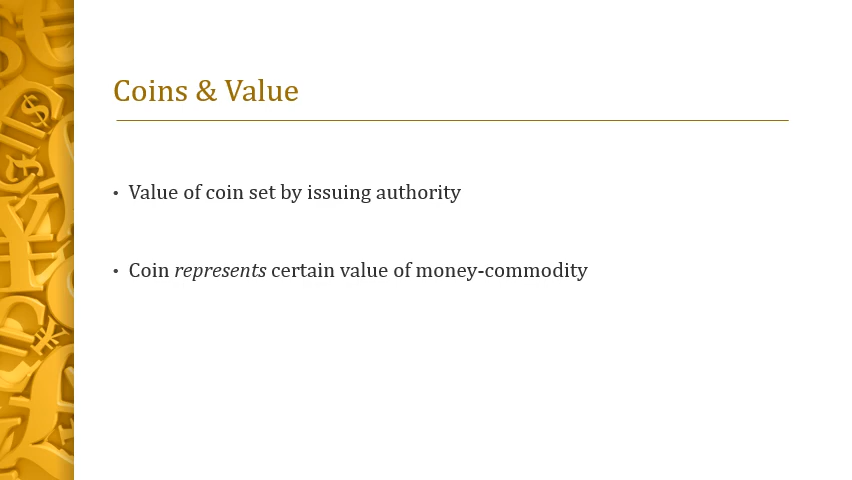 Coins & Value
• Value of coin set by issuing authority
• Coin represents certain value of money-commodity